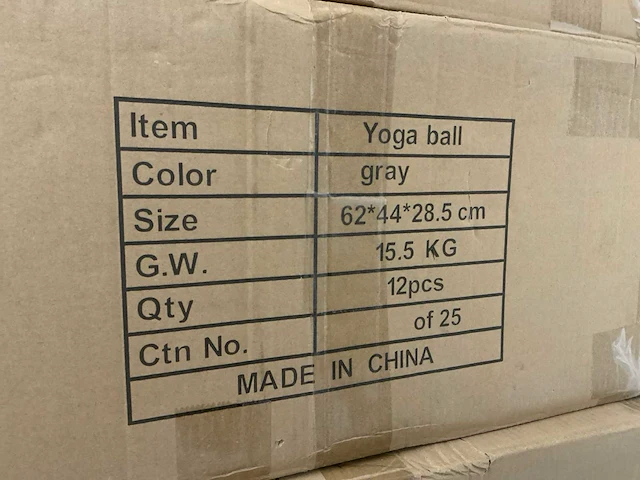 Item Yoga ball
Color gray
Size 62*44*28.5 cm
G.W. 15.5 KG
Qty 12pcs
Ctn No. of 25
MADE IN CHINA